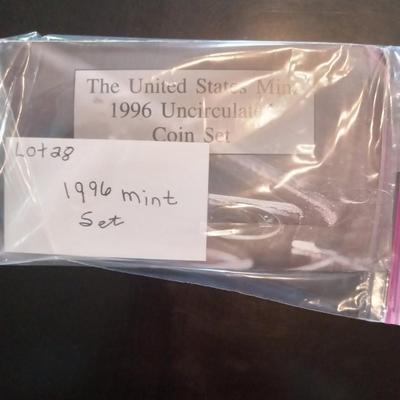 The United States Mint
1996 Uncirculated
Coin Set
Lot 28
1996 mint
Set